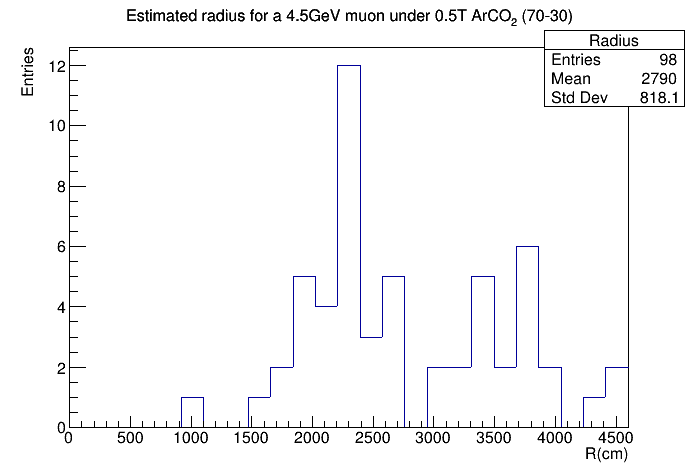 Estimated radius for a 4.5GeV muon under 0.5T ArCO₂ (70-30)
Radius
Entries 98
Mean 2790
Std Dev 818.1
Entries
12
10
8
6
4
2
0
0 500 1000 1500 2000 2500 3000 3500 4000 4500
R(cm)